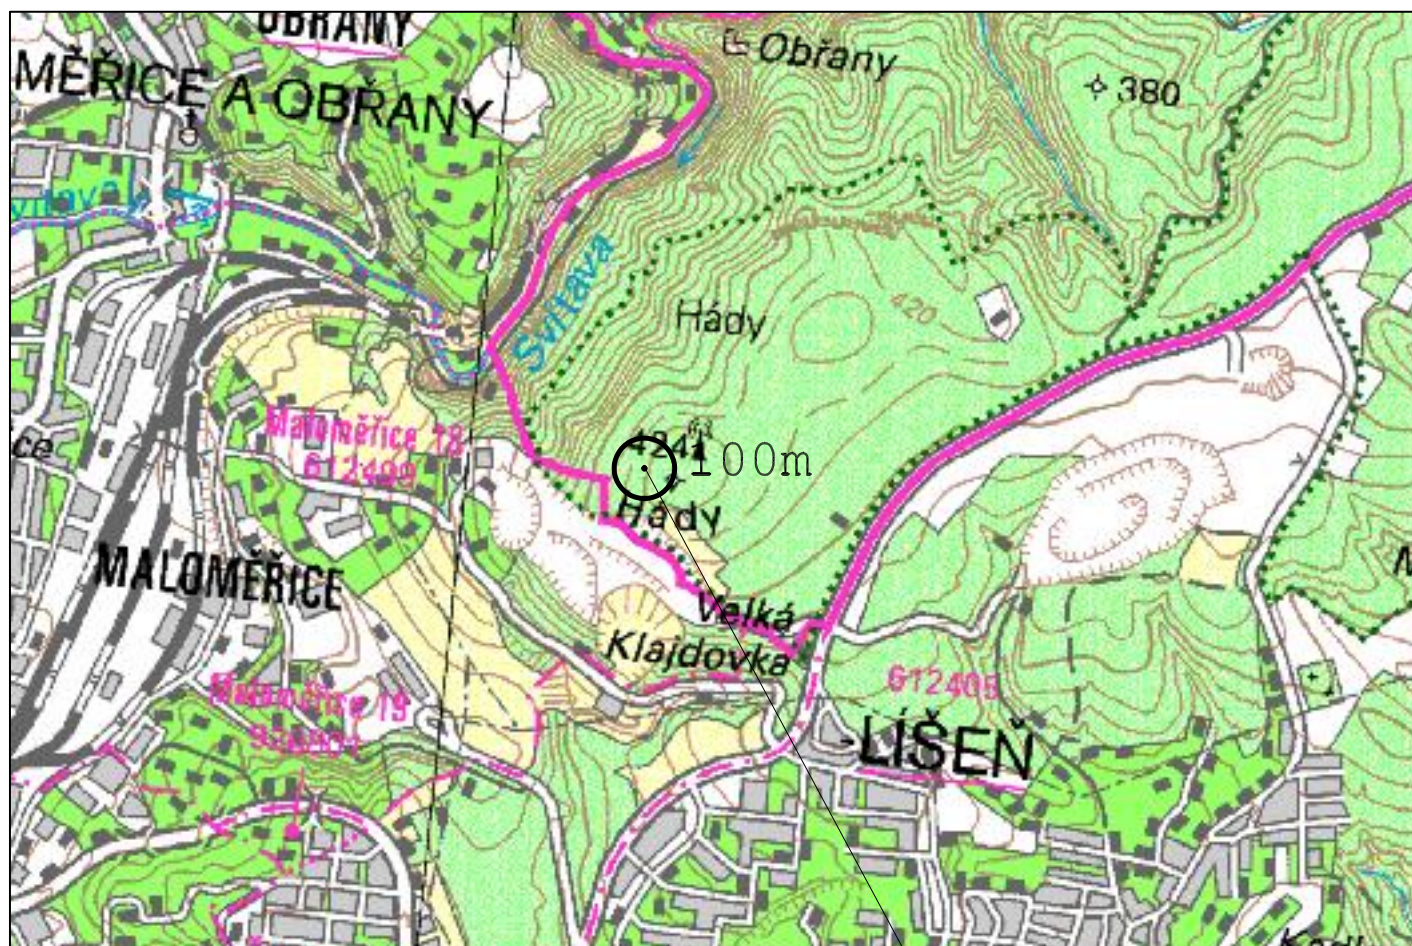 OBŘANY
MĚŘICE A OBŘANY
Obřany
380
Svitava
Hády
420
Maloměřice 18
612499
424
100m
Hády
MALOMĚŘICE
Velká
Klajdovka
612405
Maloměřice 19
-LÍŠEŇ
ice